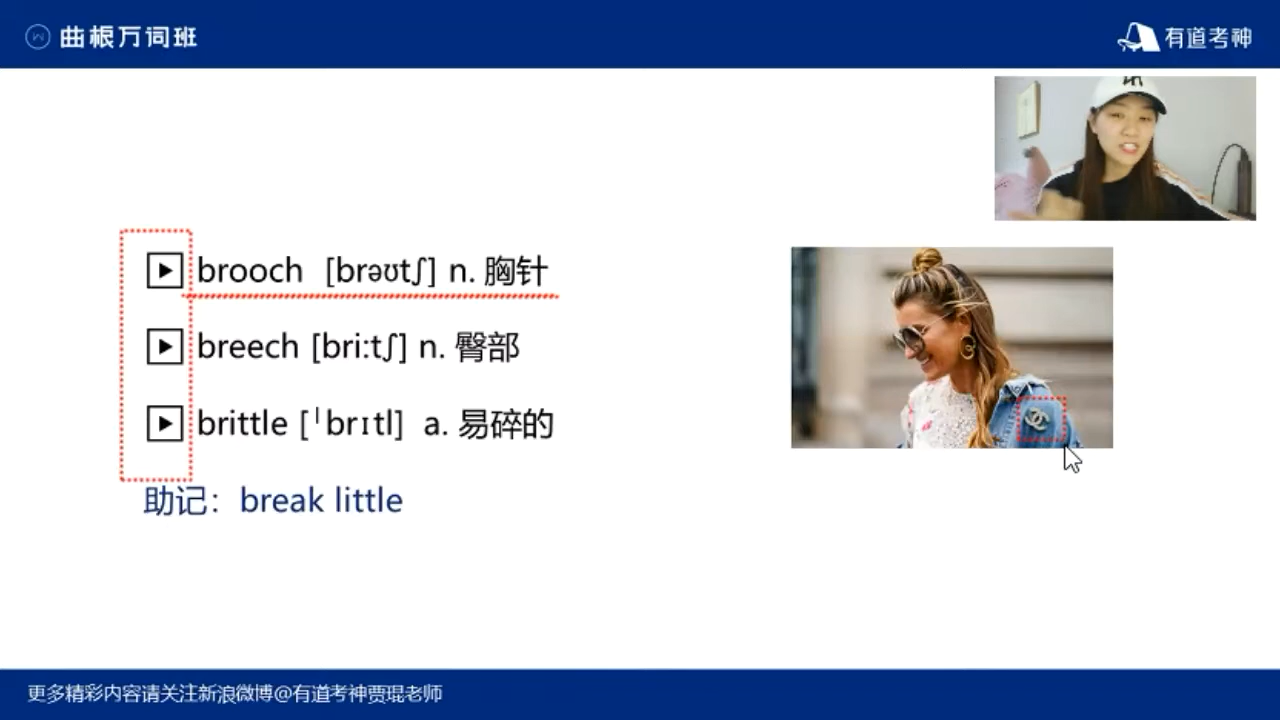 曲根万词班
有道考神
brooch [brəʊtʃ] n. 胸针
breech [bri:tʃ] n. 臀部
brittle [ˈbrɪtl] a. 易碎的
助记：break little
更多精彩内容请关注新浪微博@有道考神贾琨老师